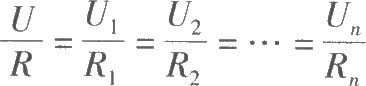 U/R = U₁/R₁ = U₂/R₂ = ⋯ = Uₙ/Rₙ